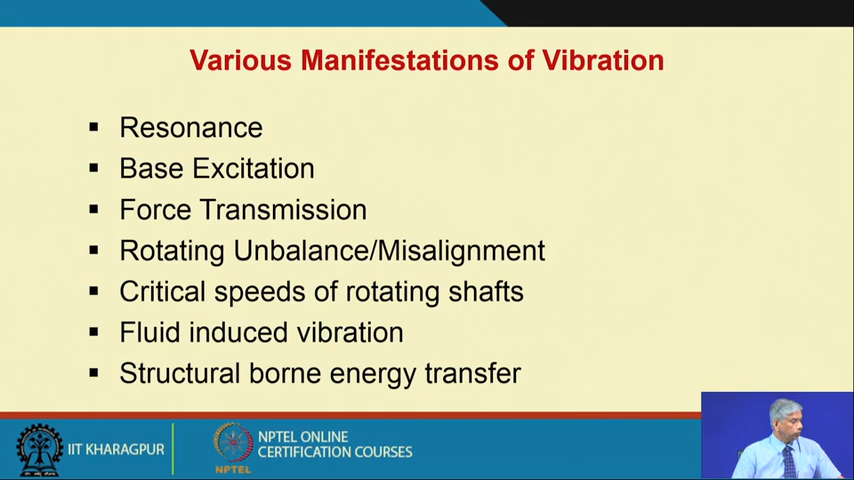 Various Manifestations of Vibration
▪ Resonance
▪ Base Excitation
▪ Force Transmission
▪ Rotating Unbalance/Misalignment
▪ Critical speeds of rotating shafts
▪ Fluid induced vibration
▪ Structural borne energy transfer
IIT KHARAGPUR
NPTEL
NPTEL ONLINE
CERTIFICATION COURSES